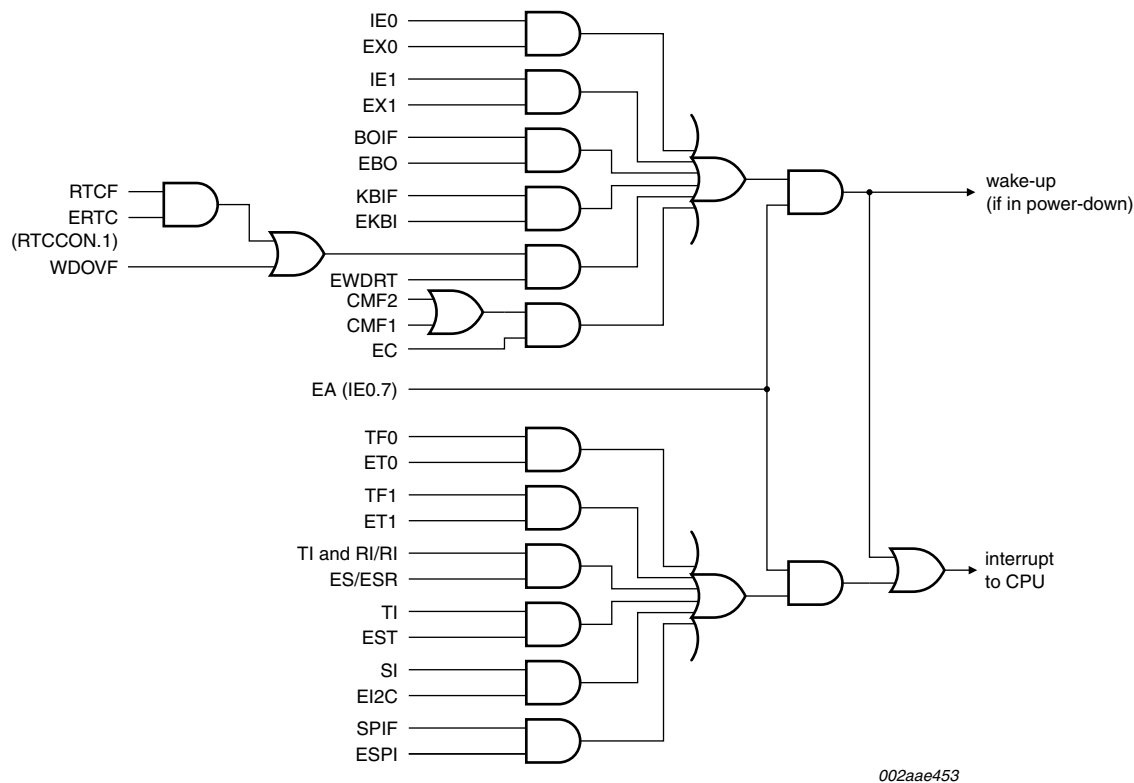 IE0
EX0
IE1
EX1
BOIF
EBO
KBIF
EKBI
RTCF
ERTC
(RTCCON.1)
WDOVF
EWDRT
CMF2
CMF1
EC
EA (IE0.7)
TF0
ET0
TF1
ET1
TI and RI/RI
ES/ESR
TI
EST
SI
EI2C
SPIF
ESPI
wake-up
(if in power-down)
interrupt
to CPU
002aae453